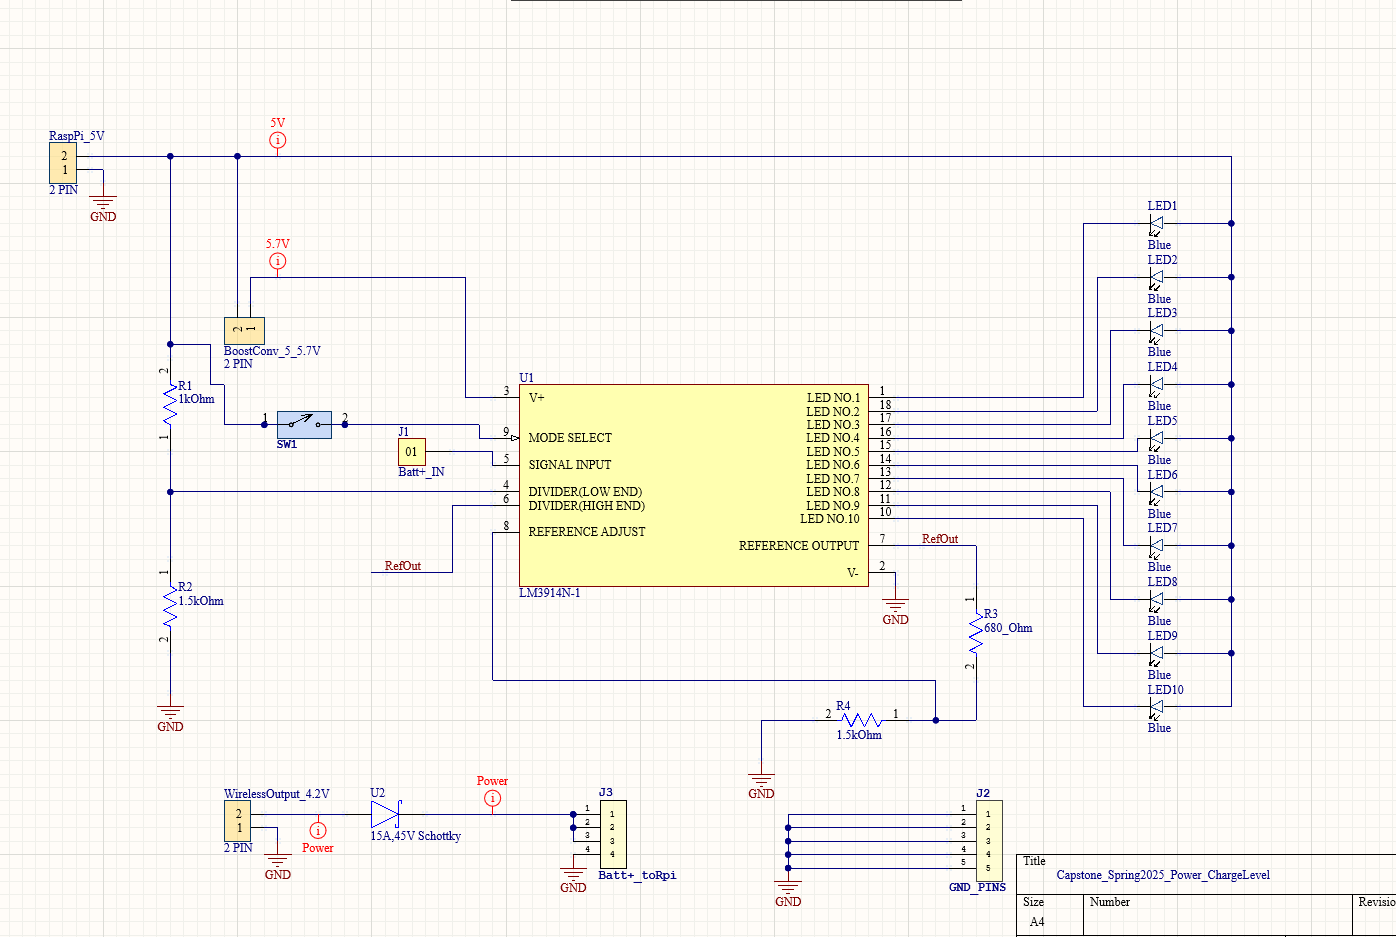 5V
RaspPi_5V
2
1
2 PIN
GND
5.7V
2 1
BoostConv_5_5.7V
2 PIN
2
R1
1kOhm
1
1 2
SW1
J1
01
Batt+_IN
U1
3 V+
9 MODE SELECT
5 SIGNAL INPUT
4 DIVIDER(LOW END)
6 DIVIDER(HIGH END)
8 REFERENCE ADJUST
LED NO.1 1
LED NO.2 18
LED NO.3 17
LED NO.4 16
LED NO.5 15
LED NO.6 14
LED NO.7 13
LED NO.8 12
LED NO.9 11
LED NO.10 10
REFERENCE OUTPUT 7
V- 2
LM3914N-1
GND
RefOut
RefOut
LED1
Blue
LED2
Blue
LED3
Blue
LED4
Blue
LED5
Blue
LED6
Blue
LED7
Blue
LED8
Blue
LED9
Blue
LED10
Blue
1
R2
1.5kOhm
2
GND
1
R3
680_Ohm
2
R4
2 1
1.5kOhm
GND
WirelessOutput_4.2V
2
1
2 PIN
GND
Power
U2
15A,45V Schottky
Power
J3
1 1
2 2
3 3
4 4
Batt+_toRpi
GND
J2
1 1
2 2
3 3
4 4
5 5
GND_PINS
GND
Title
Capstone_Spring2025_Power_ChargeLevel
Size Number Revisio
A4